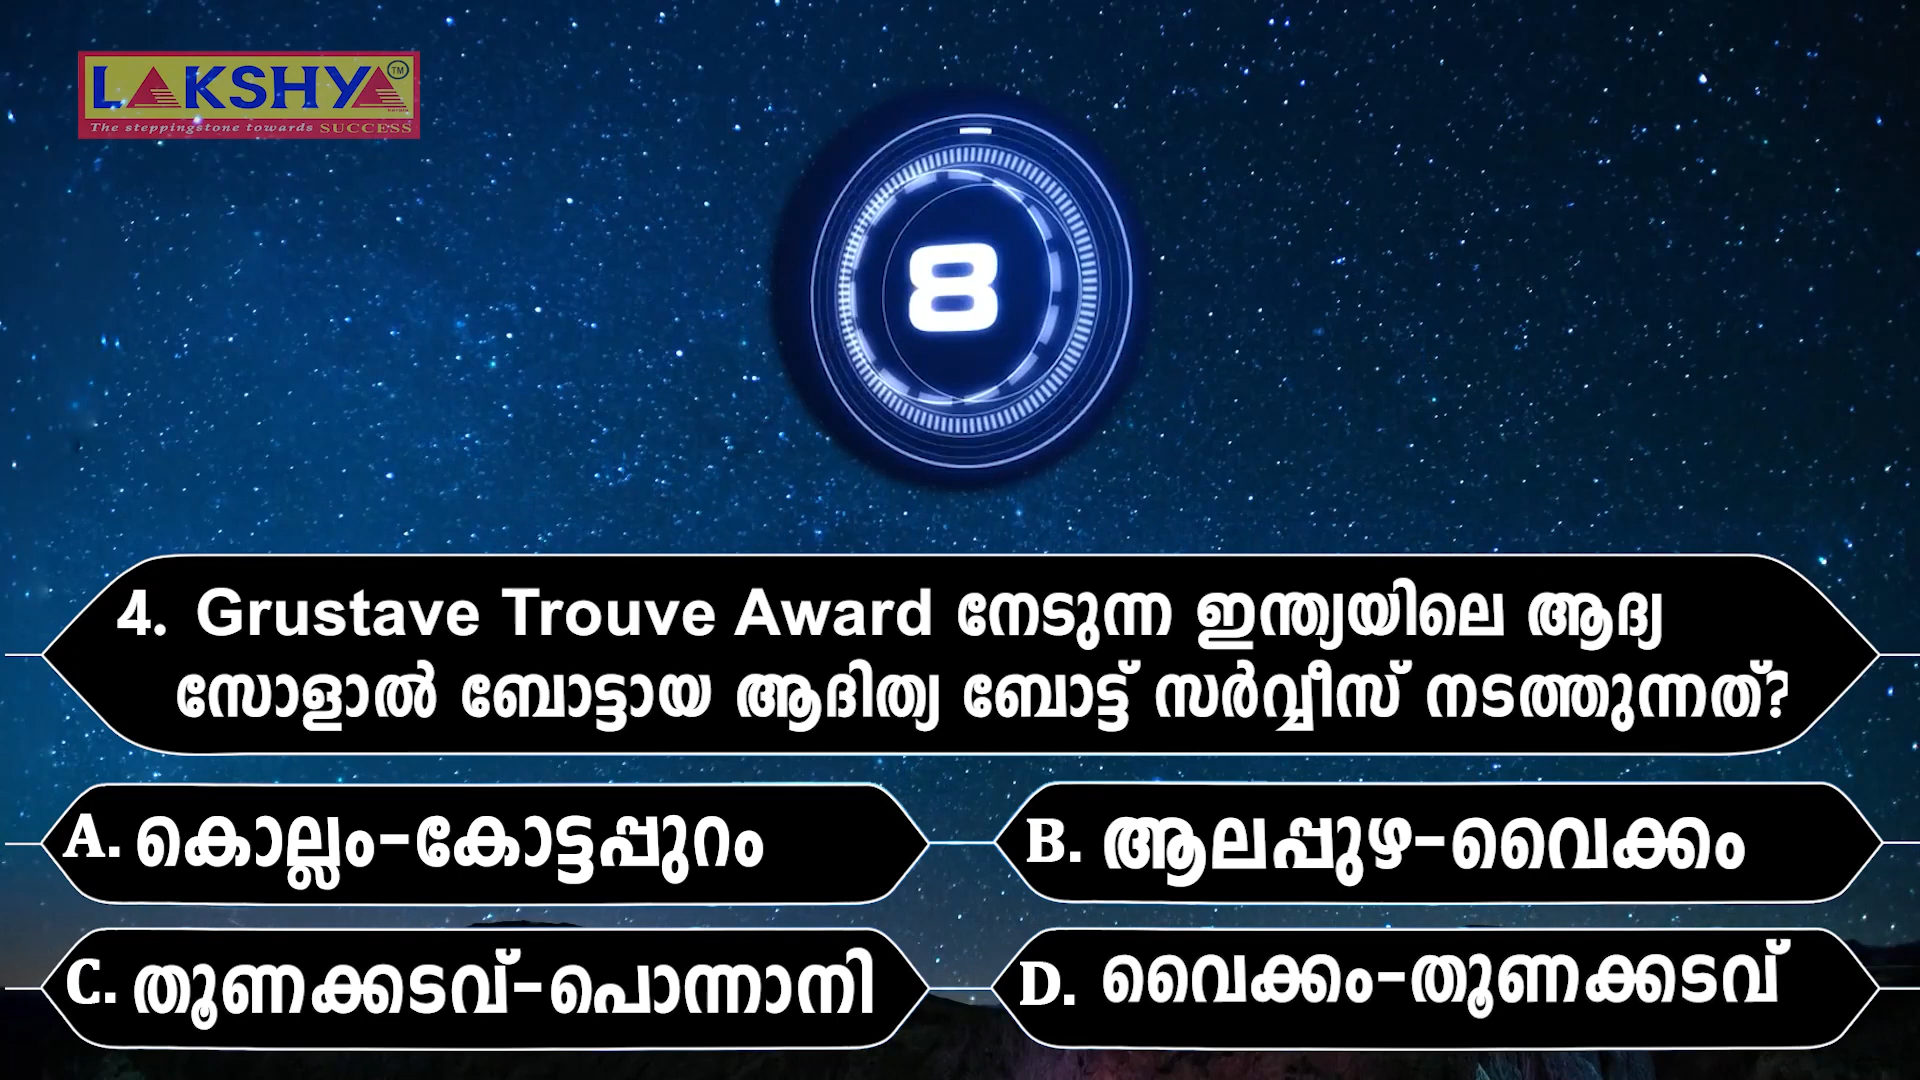 LAKSHYA TM
The steppingstone towards SUCCESS
8
4. Grustave Trouve Award നേടുന്ന ഇന്ത്യയിലെ ആദ്യ
സോളാൽ ബോട്ടായ ആദിത്യ ബോട്ട് സർവ്വീസ് നടത്തുന്നത്?
A. കൊല്ലം-കോട്ടപ്പുറം
B. ആലപ്പുഴ-വൈക്കം
C. തൂണക്കടവ്-പൊന്നാനി
D. വൈക്കം-തൂണക്കടവ്